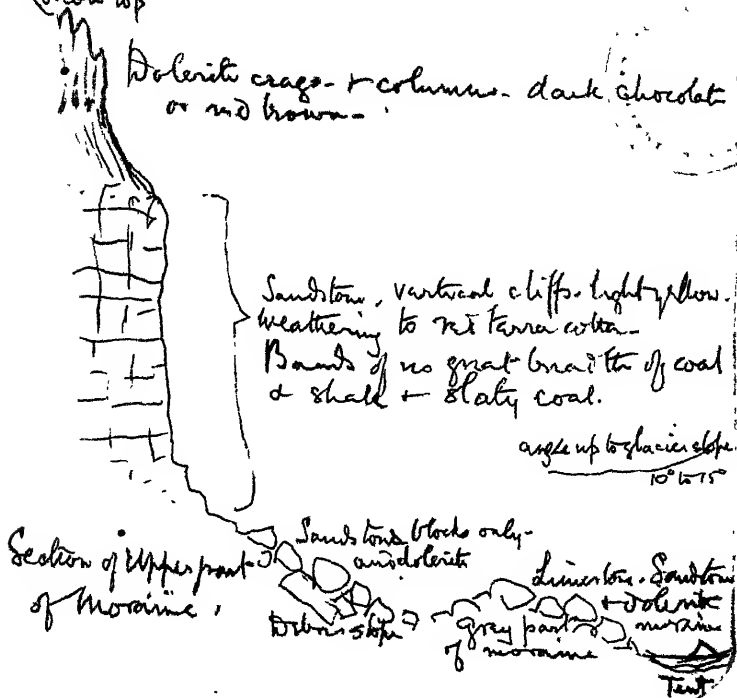 top
Dolerite crags - & columns - dark chocolate
or red brown -
Sandstone, vertical cliffs. light yellow.
weathering to red terra cotta -
Bands of no great breadth of coal
& shale & slaty coal.
angle up to glacier slope.
10° to 15°
Sandstone blocks only -
and dolerite
Section of Upper part
of Moraine.
Limestone. Sandstone
& dolerite
moraine
Debris slope
grey part
of moraine
Tent